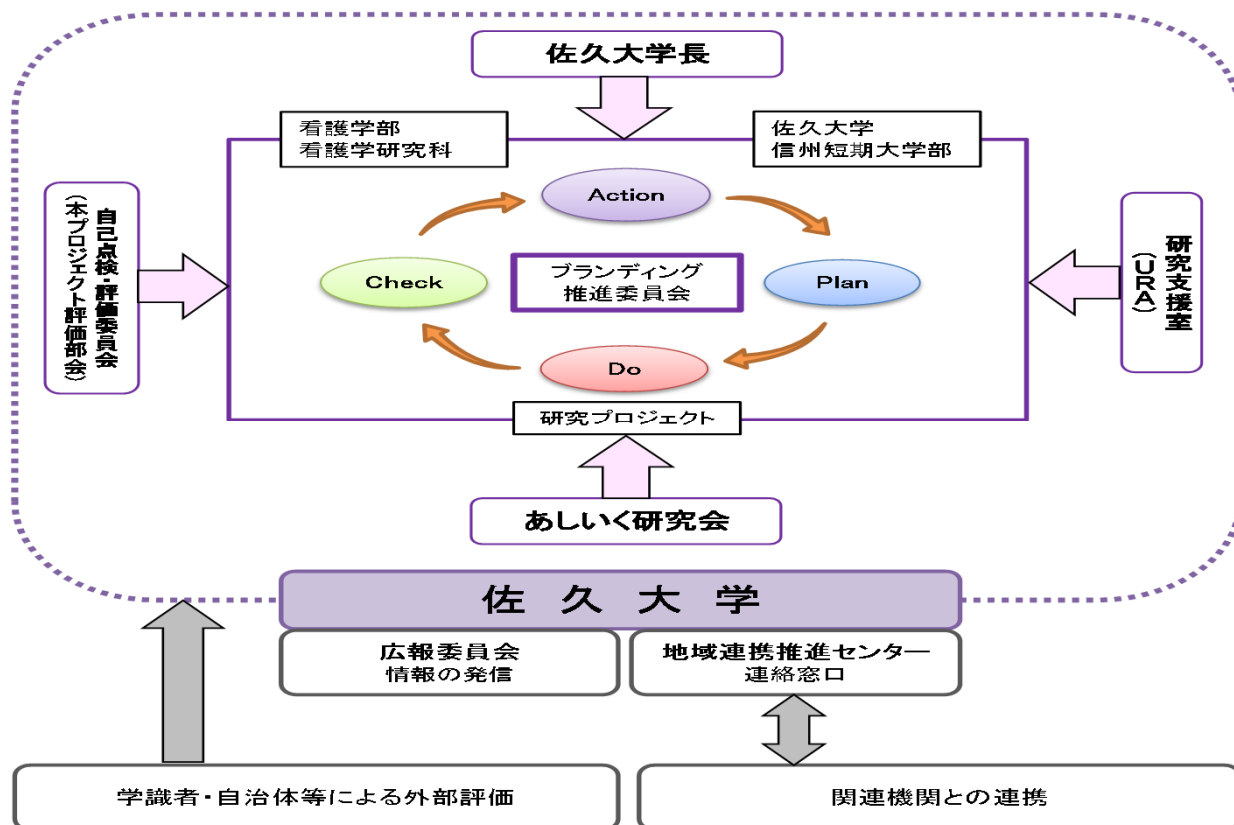 佐久大学長
看護学部
看護学研究科
佐久大学
信州短期大学部
Action
自己点検・評価委員会
(本プロジェクト評価部会)
Check
ブランディング
推進委員会
Plan
研究支援室
(URA)
Do
研究プロジェクト
あしいく研究会
佐久大学
広報委員会
情報の発信
地域連携推進センター
連絡窓口
学識者・自治体等による外部評価
関連機関との連携